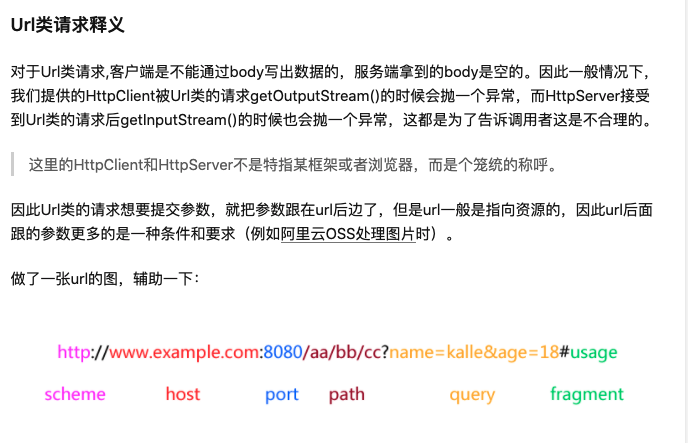 Url类请求释义
对于Url类请求,客户端是不能通过body写出数据的，服务端拿到的body是空的。因此一般情况下，
我们提供的HttpClient被Url类的请求getOutputStream()的时候会抛一个异常，而HttpServer接受
到Url类的请求后getInputStream()的时候也会抛一个异常，这都是为了告诉调用者这是不合理的。
这里的HttpClient和HttpServer不是特指某框架或者浏览器，而是个笼统的称呼。
因此Url类的请求想要提交参数，就把参数跟在url后边了，但是url一般是指向资源的，因此url后面
跟的参数更多的是一种条件和要求（例如阿里云OSS处理图片时）。
做了一张url的图，辅助一下：
http://www.example.com:8080/aa/bb/cc?name=kalle&age=18#usage
scheme host port path query fragment